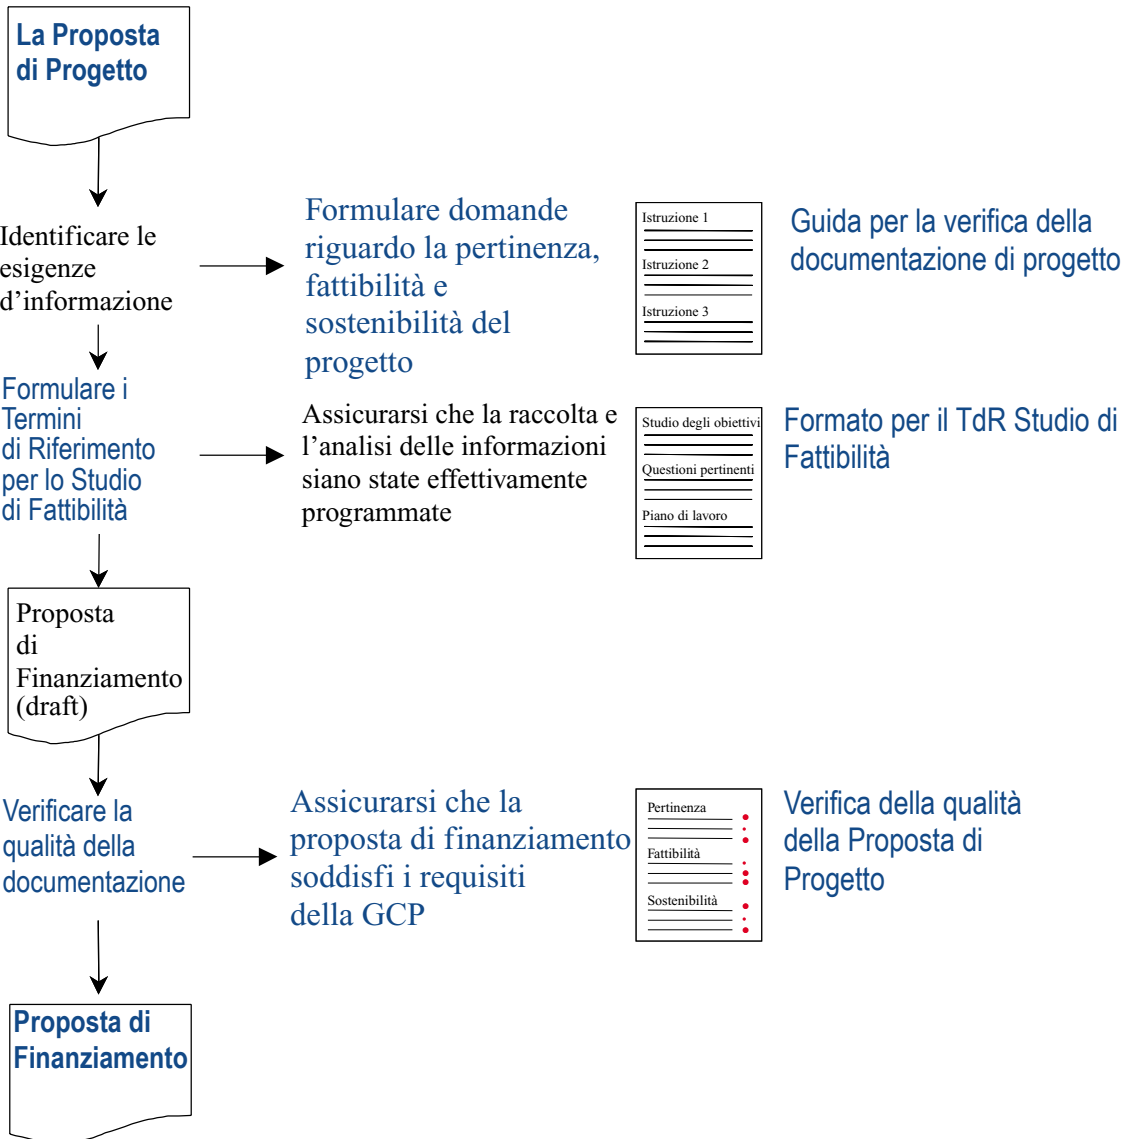 La Proposta
di Progetto
Identificare le
esigenze
d’informazione
Formulare domande
riguardo la pertinenza,
fattibilità e
sostenibilità del
progetto
Istruzione 1
Istruzione 2
Istruzione 3
Guida per la verifica della
documentazione di progetto
Formulare i
Termini
di Riferimento
per lo Studio
di Fattibilità
Assicurarsi che la raccolta e
l’analisi delle informazioni
siano state effettivamente
programmate
Studio degli obiettivi
Questioni pertinenti
Piano di lavoro
Formato per il TdR Studio di
Fattibilità
Proposta
di
Finanziamento
(draft)
Verificare la
qualità della
documentazione
Assicurarsi che la
proposta di finanziamento
soddisfi i requisiti
della GCP
Pertinenza
Fattibilità
Sostenibilità
Verifica della qualità
della Proposta di
Progetto
Proposta di
Finanziamento